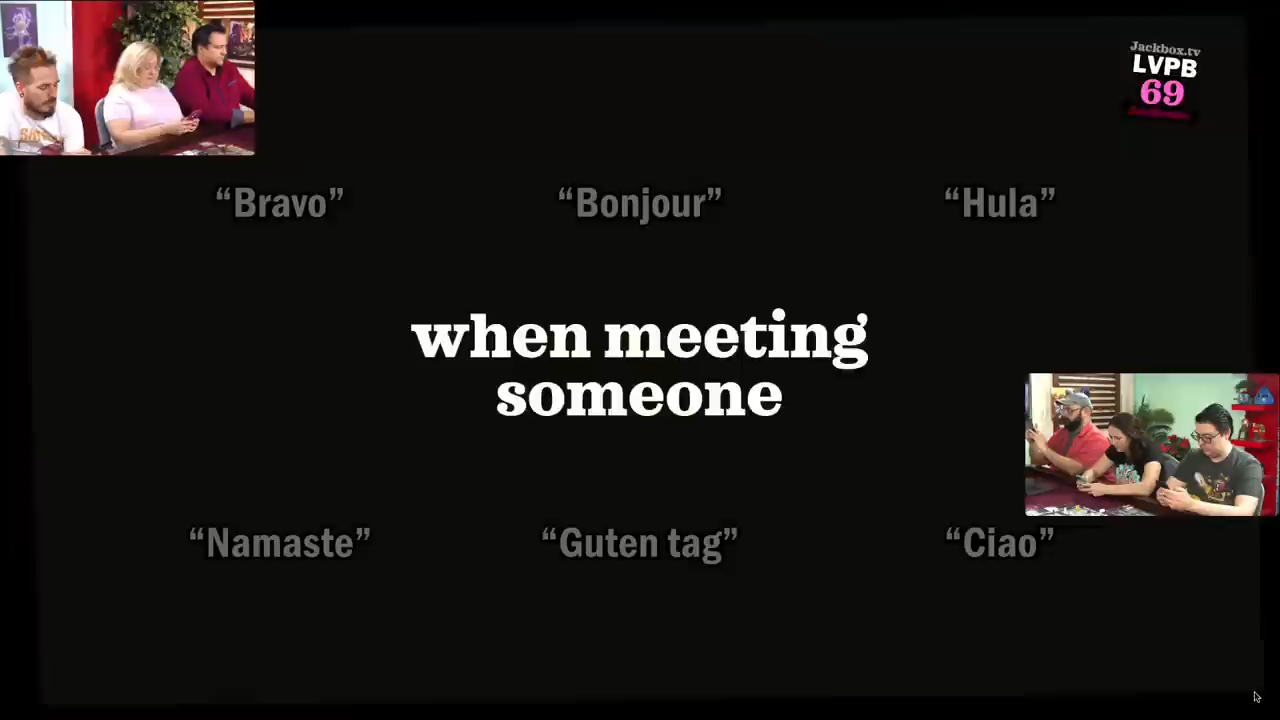 Jackbox.tv
LVPB
69
“Bravo”
“Bonjour”
“Hula”
when meeting
someone
“Namaste”
“Guten tag”
“Ciao”